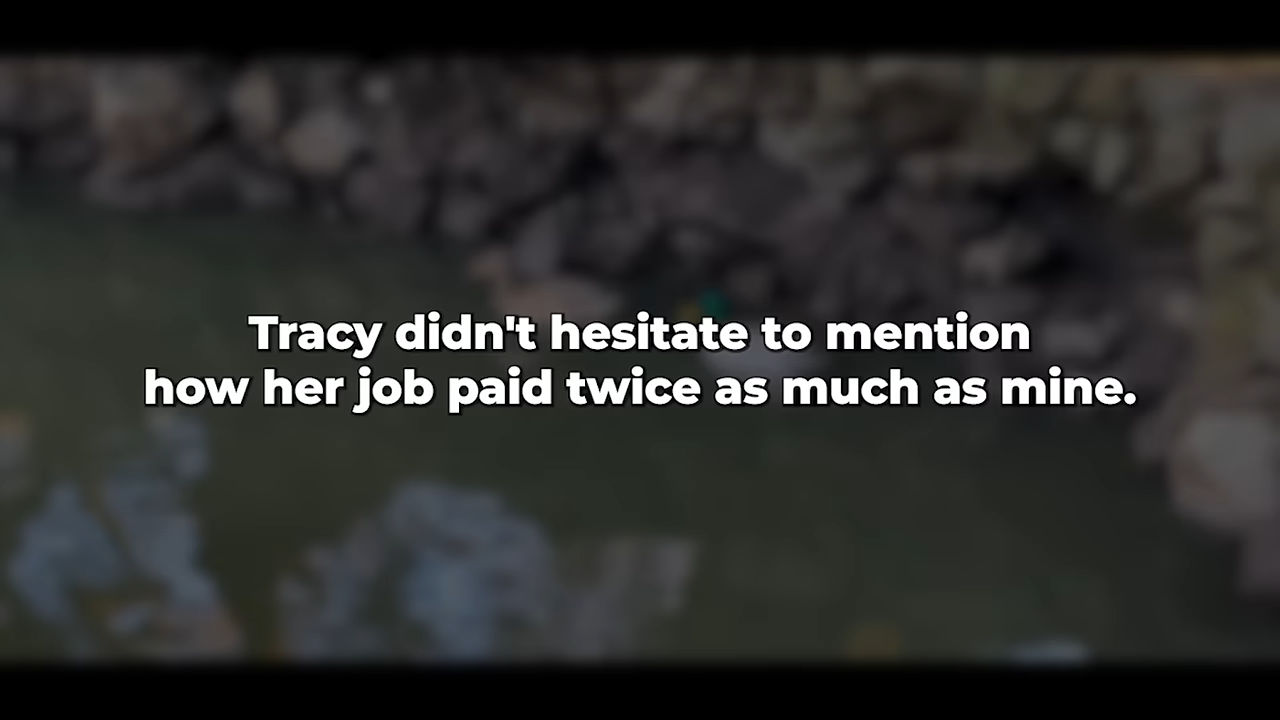 Tracy didn't hesitate to mention
how her job paid twice as much as mine.